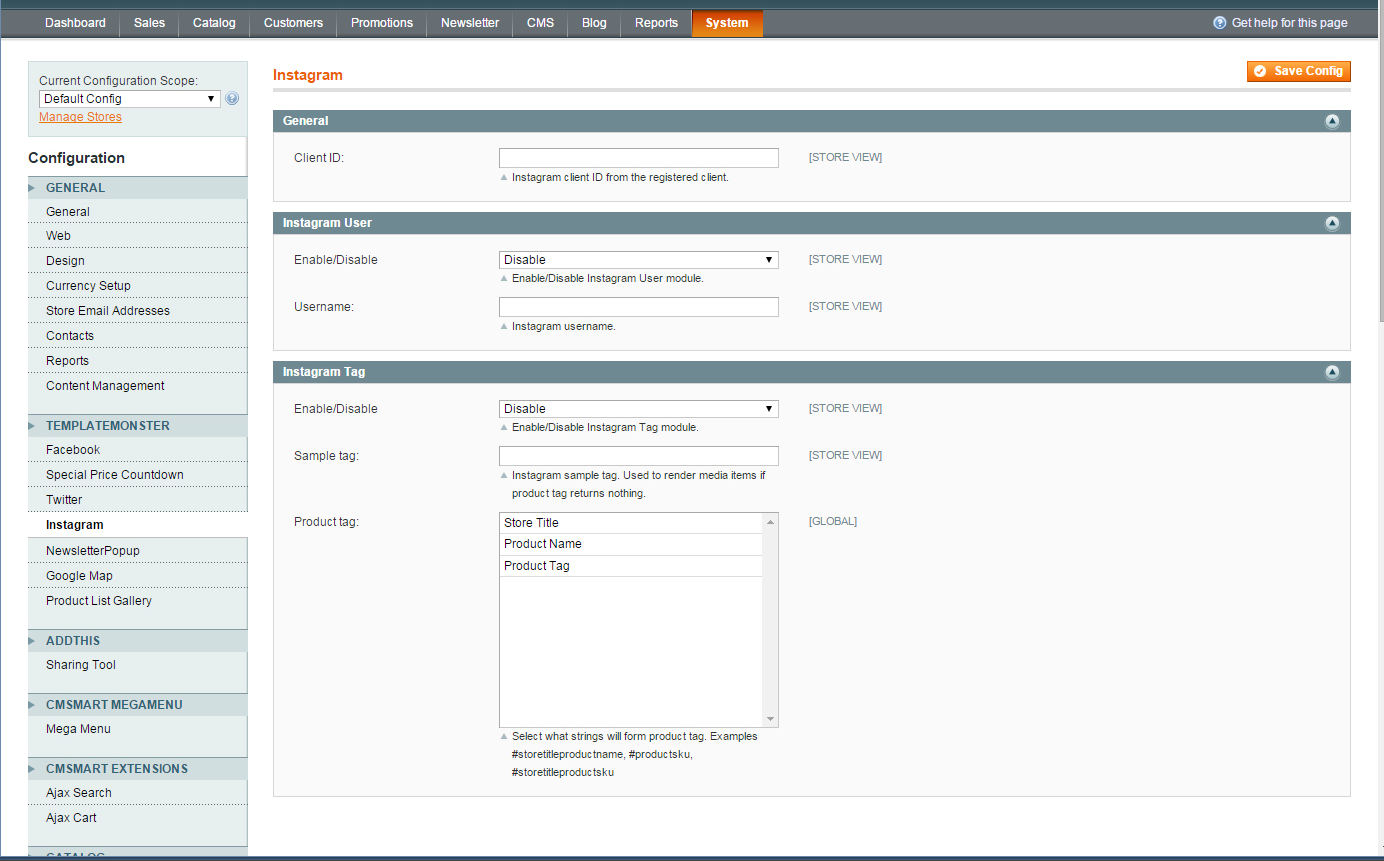 Dashboard Sales Catalog Customers Promotions Newsletter CMS Blog Reports System Get help for this page
Current Configuration Scope:
Default Config
Manage Stores
Configuration
GENERAL
General
Web
Design
Currency Setup
Store Email Addresses
Contacts
Reports
Content Management
TEMPLATEMONSTER
Facebook
Special Price Countdown
Twitter
Instagram
NewsletterPopup
Google Map
Product List Gallery
ADDTHIS
Sharing Tool
CMSMART MEGAMENU
Mega Menu
CMSMART EXTENSIONS
Ajax Search
Ajax Cart
CATALOG
Instagram Save Config
General
Client ID: [STORE VIEW]
Instagram client ID from the registered client.
Instagram User
Enable/Disable Disable [STORE VIEW]
Enable/Disable Instagram User module.
Username: [STORE VIEW]
Instagram username.
Instagram Tag
Enable/Disable Disable [STORE VIEW]
Enable/Disable Instagram Tag module.
Sample tag: [STORE VIEW]
Instagram sample tag. Used to render media items if
product tag returns nothing.
Product tag: Store Title [GLOBAL]
Product Name
Product Tag
Select what strings will form product tag. Examples
#storetitleproductname, #productsku,
#storetitleproductsku